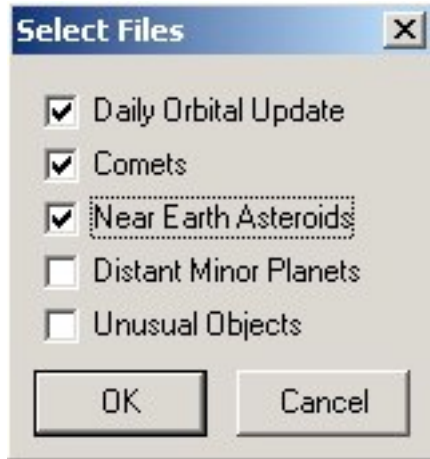 Select Files
Daily Orbital Update
Comets
Near Earth Asteroids
Distant Minor Planets
Unusual Objects
OK Cancel